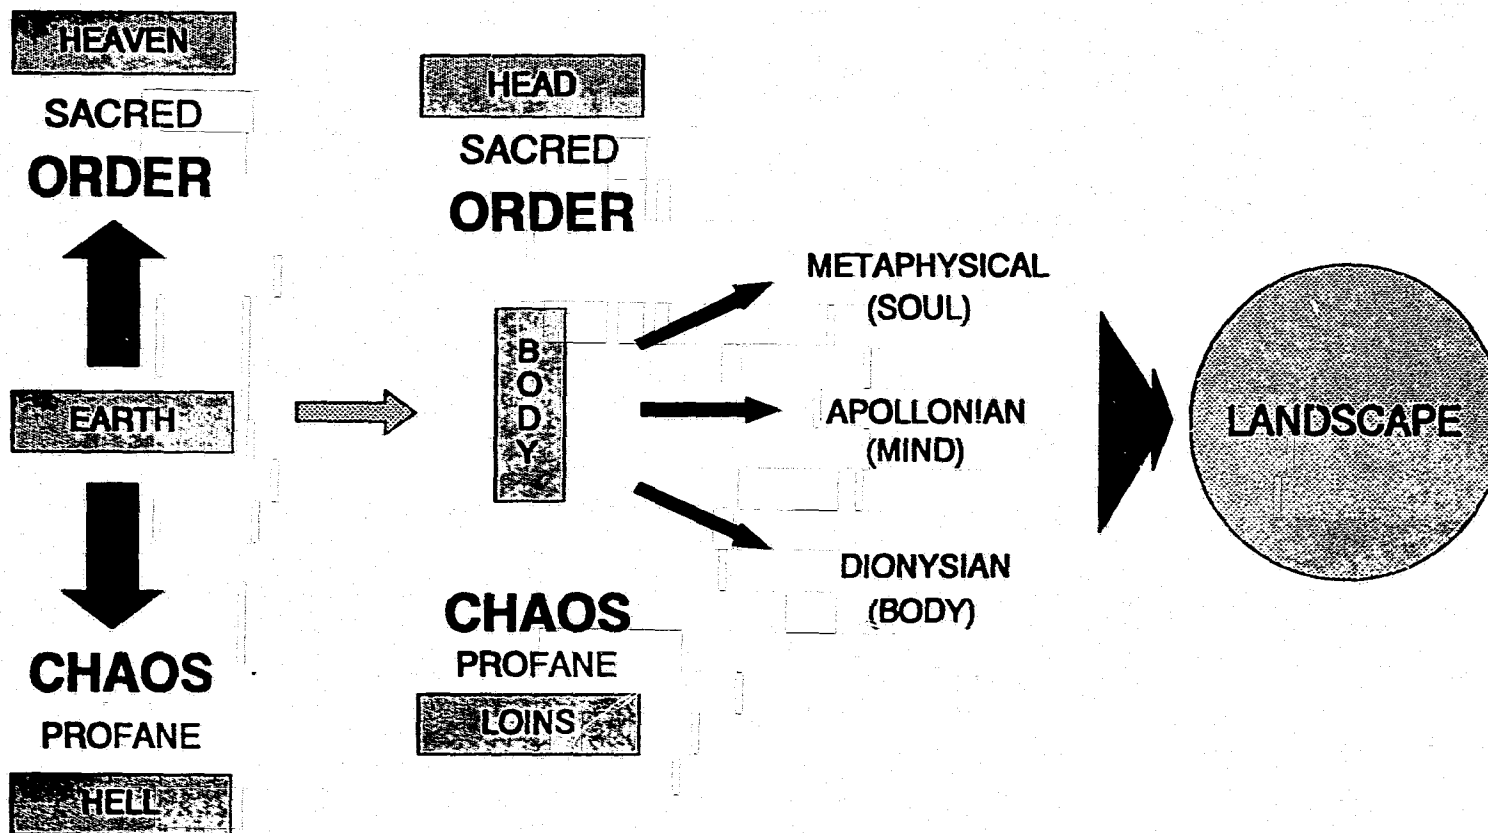 HEAVEN
SACRED
ORDER
EARTH
CHAOS
PROFANE
HELL
HEAD
SACRED
ORDER
BODY
CHAOS
PROFANE
LOINS
METAPHYSICAL
(SOUL)
APOLLONIAN
(MIND)
DIONYSIAN
(BODY)
LANDSCAPE